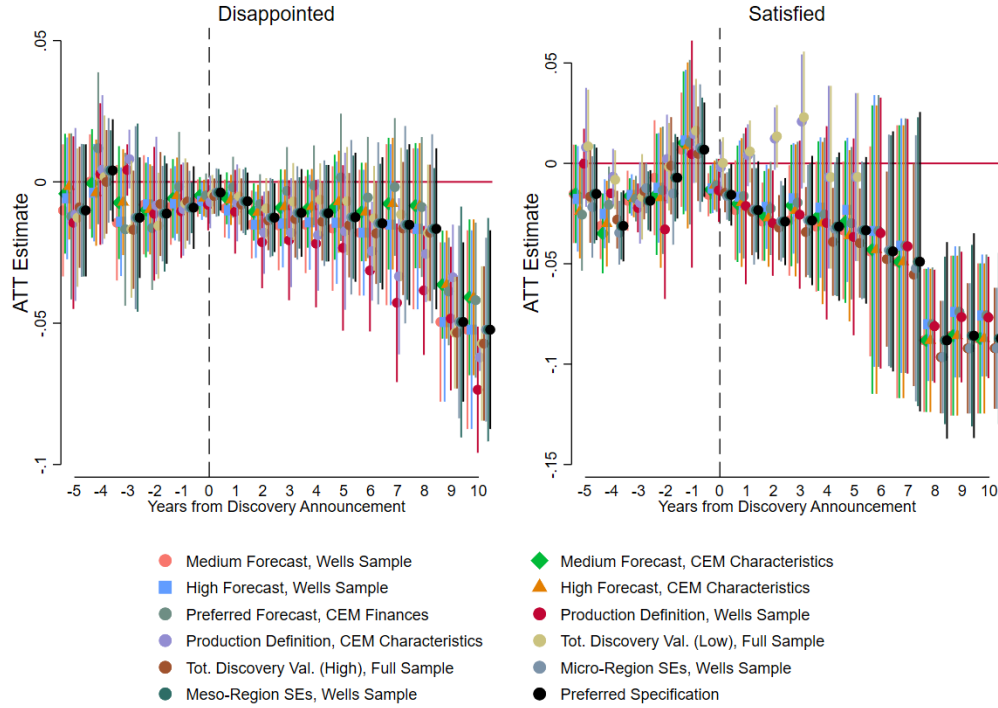 Disappointed
Satisfied
ATT Estimate
.05
0
-.05
-.1
-5 -4 -3 -2 -1 0 1 2 3 4 5 6 7 8 9 10
Years from Discovery Announcement
ATT Estimate
.05
0
-.05
-.1
-.15
-5 -4 -3 -2 -1 0 1 2 3 4 5 6 7 8 9 10
Years from Discovery Announcement
Medium Forecast, Wells Sample
Medium Forecast, CEM Characteristics
High Forecast, Wells Sample
High Forecast, CEM Characteristics
Preferred Forecast, CEM Finances
Production Definition, Wells Sample
Production Definition, CEM Characteristics
Tot. Discovery Val. (Low), Full Sample
Tot. Discovery Val. (High), Full Sample
Micro-Region SEs, Wells Sample
Meso-Region SEs, Wells Sample
Preferred Specification